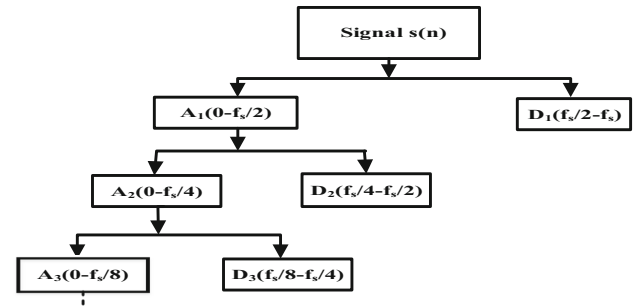 Signal s(n)
A₁(0-fₛ/2)
D₁(fₛ/2-fₛ)
A₂(0-fₛ/4)
D₂(fₛ/4-fₛ/2)
A₃(0-fₛ/8)
D₃(fₛ/8-fₛ/4)